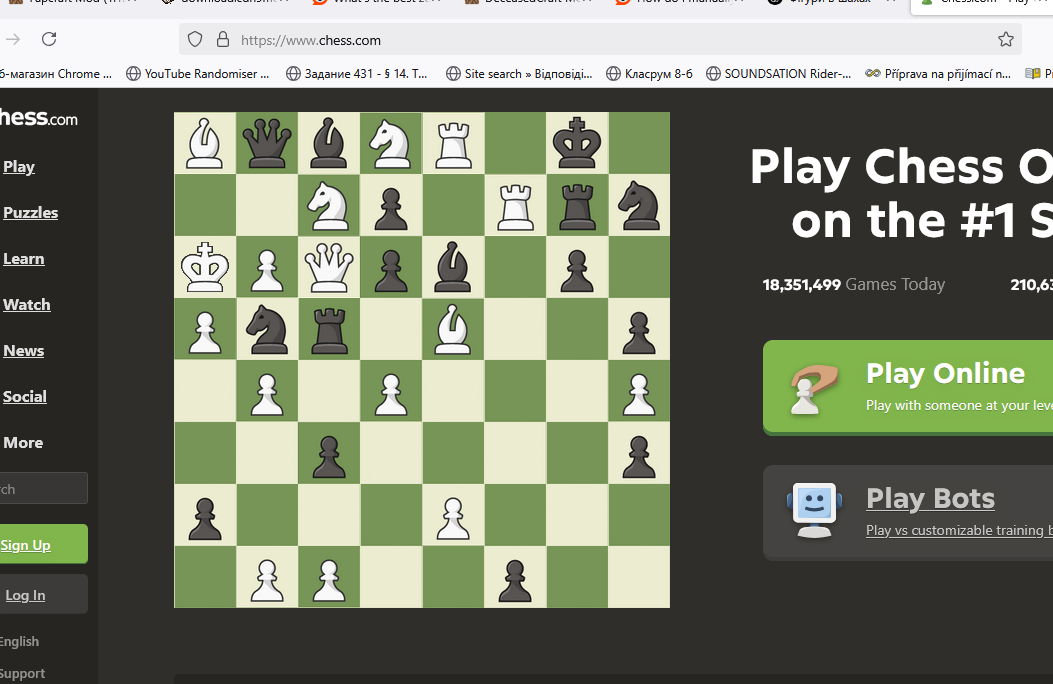 https://www.chess.com
б-магазин Chrome ...
YouTube Randomiser ...
Задание 431 - § 14. Т...
Site search » Відповіді...
Класрум 8-б
SOUNDSATION Rider-...
Příprava na přijímací n...
hess.com
Play
Puzzles
Learn
Watch
News
Social
More
rch
Sign Up
Log In
English
Support
Play Chess O
on the #1 S
18,351,499 Games Today
210,63
Play Online
Play with someone at your leve
Play Bots
Play vs customizable training b